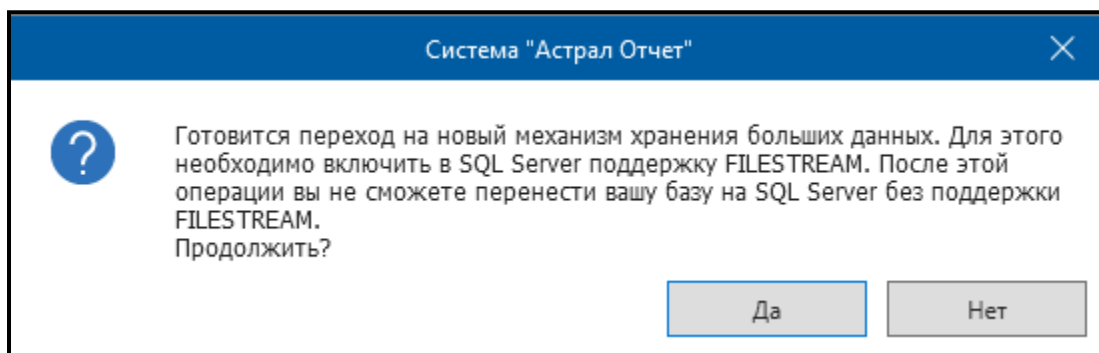 Система "Астрал Отчет"
Готовится переход на новый механизм хранения больших данных. Для этого
необходимо включить в SQL Server поддержку FILESTREAM. После этой
операции вы не сможете перенести вашу базу на SQL Server без поддержки
FILESTREAM.
Продолжить?
Да
Нет